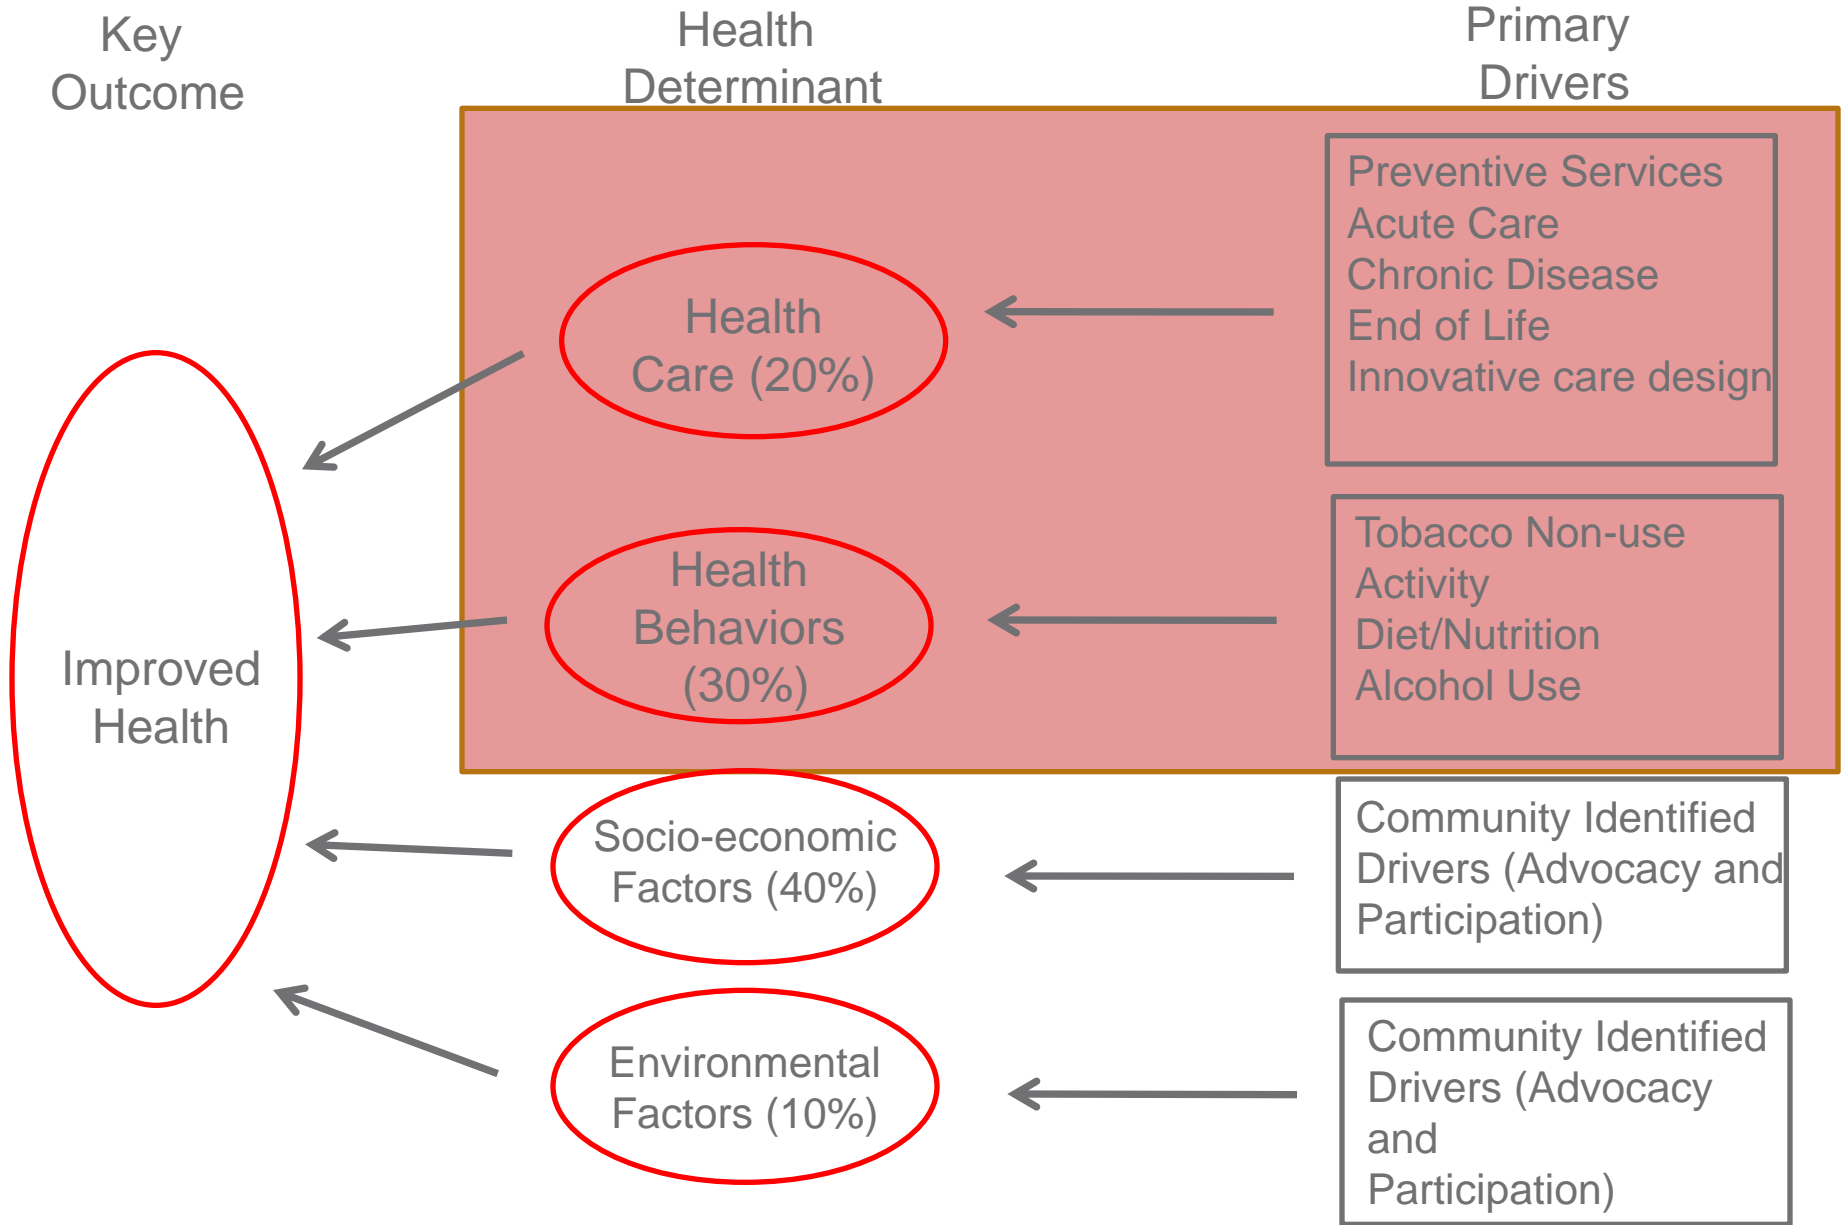 Key
Outcome
Health
Determinant
Primary
Drivers
Preventive Services
Acute Care
Chronic Disease
End of Life
Innovative care design
Health
Care (20%)
Tobacco Non-use
Activity
Diet/Nutrition
Alcohol Use
Health
Behaviors
(30%)
Improved
Health
Socio-economic
Factors (40%)
Community Identified
Drivers (Advocacy and
Participation)
Environmental
Factors (10%)
Community Identified
Drivers (Advocacy
and
Participation)